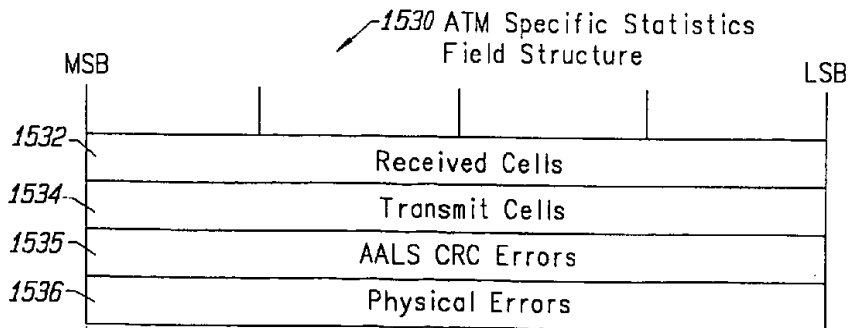 1530 ATM Specific Statistics
Field Structure
MSB
LSB
1532
Received Cells
1534
Transmit Cells
1535
AALS CRC Errors
1536
Physical Errors